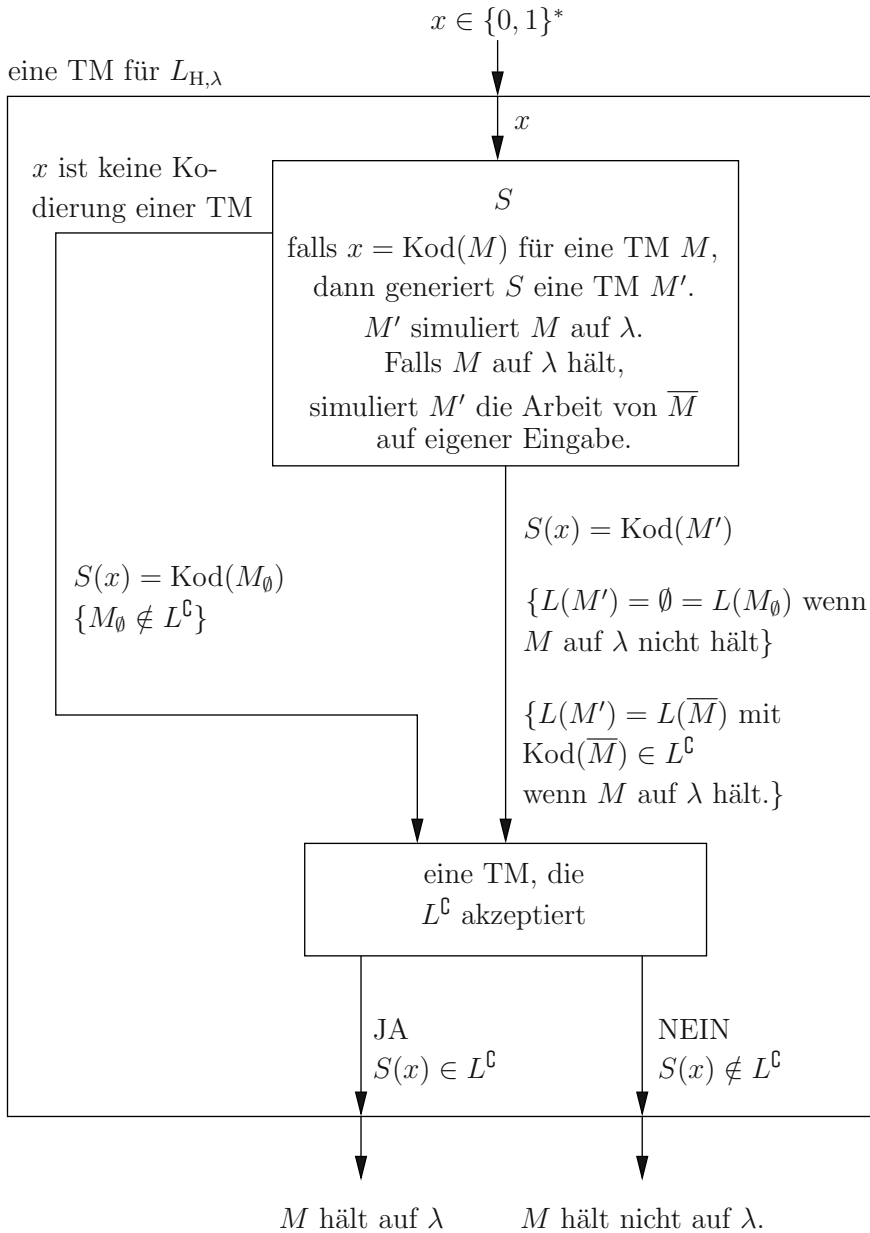 x ∈ {0, 1}*
eine TM für L_{H,λ}
x
x ist keine Ko-
dierung einer TM
S
falls x = Kod(M) für eine TM M,
dann generiert S eine TM M′.
M′ simuliert M auf λ.
Falls M auf λ hält,
simuliert M′ die Arbeit von M̅
auf eigener Eingabe.
S(x) = Kod(M_∅)
{M_∅ ∉ L^∁}
S(x) = Kod(M′)
{L(M′) = ∅ = L(M_∅) wenn
M auf λ nicht hält}
{L(M′) = L(M̅) mit
Kod(M̅) ∈ L^∁
wenn M auf λ hält.}
eine TM, die
L^∁ akzeptiert
JA
S(x) ∈ L^∁
NEIN
S(x) ∉ L^∁
M hält auf λ
M hält nicht auf λ.